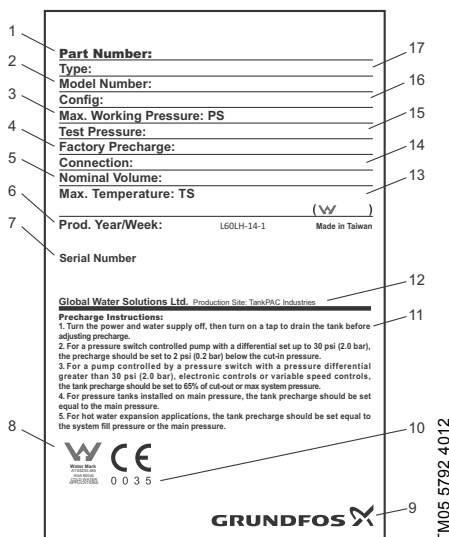 1
Part Number:
17
Type:
2
Model Number:
16
Config:
3
Max. Working Pressure: PS
15
Test Pressure:
4
Factory Precharge:
14
Connection:
5
Nominal Volume:
13
Max. Temperature: TS
6
( W )
Prod. Year/Week: L60LH-14-1 Made in Taiwan
7
Serial Number
12
Global Water Solutions Ltd. Production Site: TankPAC Industries
11
Precharge Instructions:
1. Turn the power and water supply off, then turn on a tap to drain the tank before
adjusting precharge.
2. For a pressure switch controlled pump with a differential set up to 30 psi (2.0 bar),
the precharge should be set to 2 psi (0.2 bar) below the cut-in pressure.
3. For a pump controlled by a pressure switch with a pressure differential
greater than 30 psi (2.0 bar), electronic controls or variable speed controls,
the tank precharge should be set to 65% of cut-out or max system pressure.
4. For pressure tanks installed on main pressure, the tank precharge should be set
equal to the main pressure.
5. For hot water expansion applications, the tank precharge should be set equal to
the system fill pressure or the main pressure.
8
10
W CE
Water Mark
COLD WATER
APPLICATIONS
0 0 3 5
9
GRUNDFOS X
TM05 5792 4012